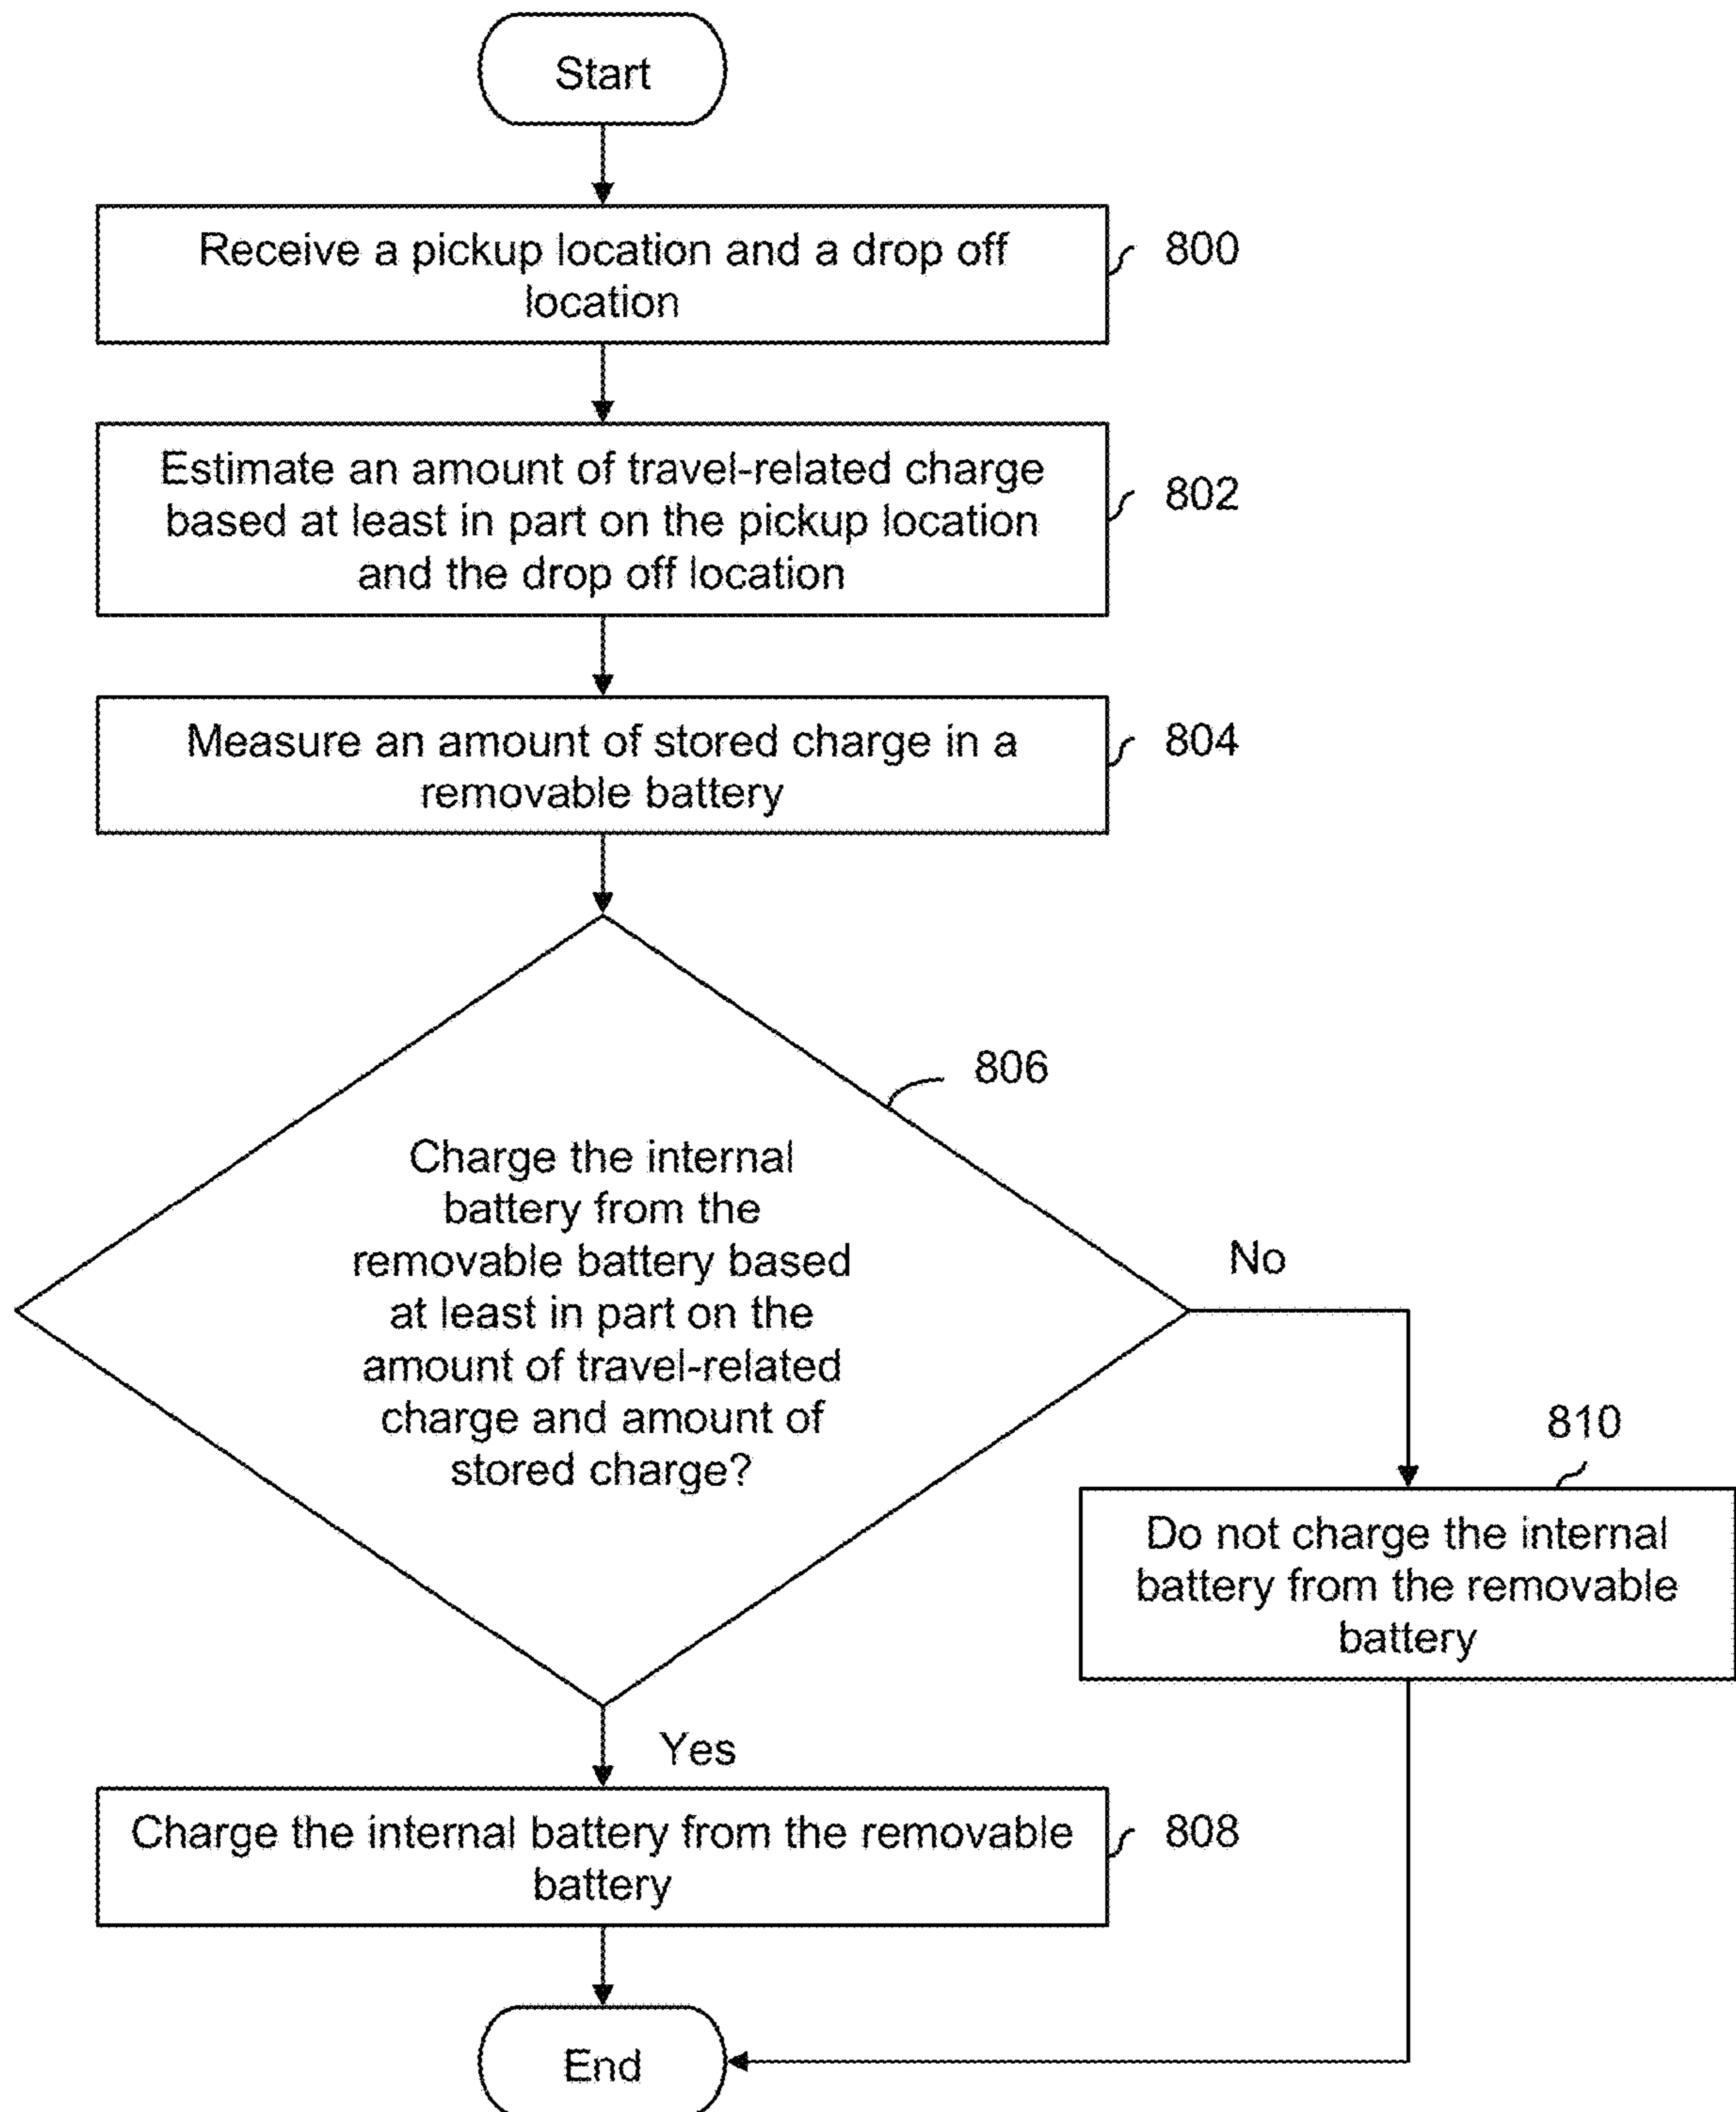 Start
Receive a pickup location and a drop off
location
800
Estimate an amount of travel-related charge
based at least in part on the pickup location
and the drop off location
802
Measure an amount of stored charge in a
removable battery
804
806
Charge the internal
battery from the
removable battery based
at least in part on the
amount of travel-related
charge and amount of
stored charge?
No
810
Do not charge the internal
battery from the removable
battery
Yes
Charge the internal battery from the removable
battery
808
End